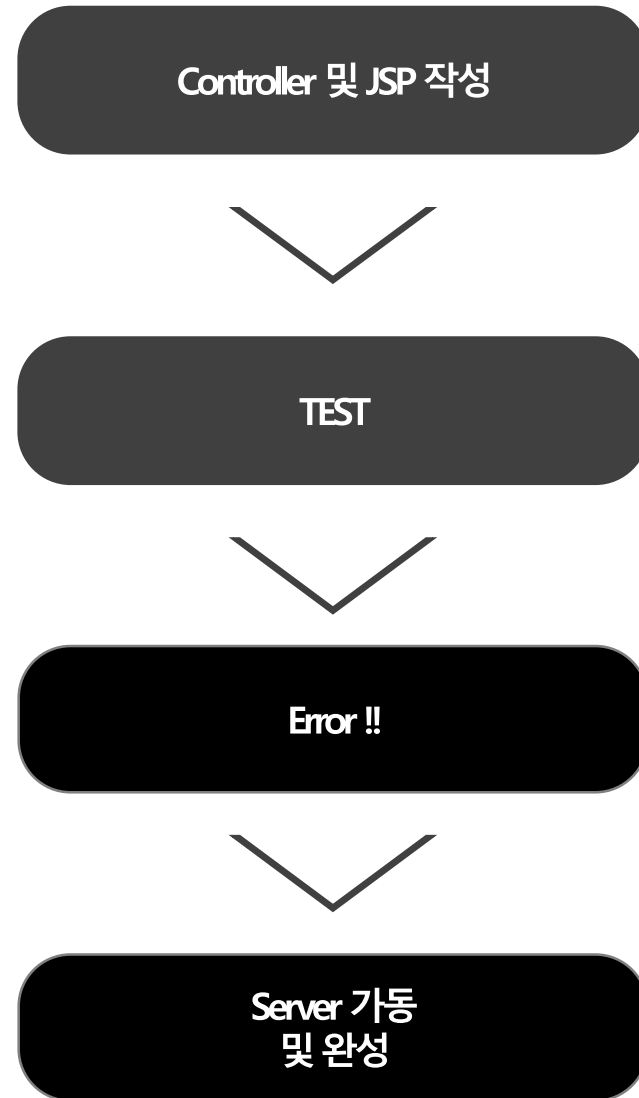 Controller 및 JSP 작성
TEST
Error !!
Server 가동
및 완성